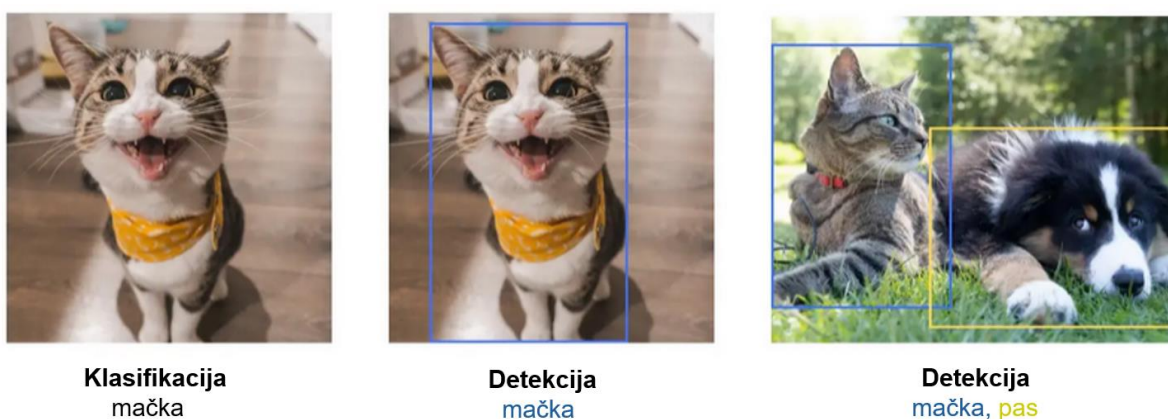 Klasifikacija
mačka
Detekcija
mačka
Detekcija
mačka, pas